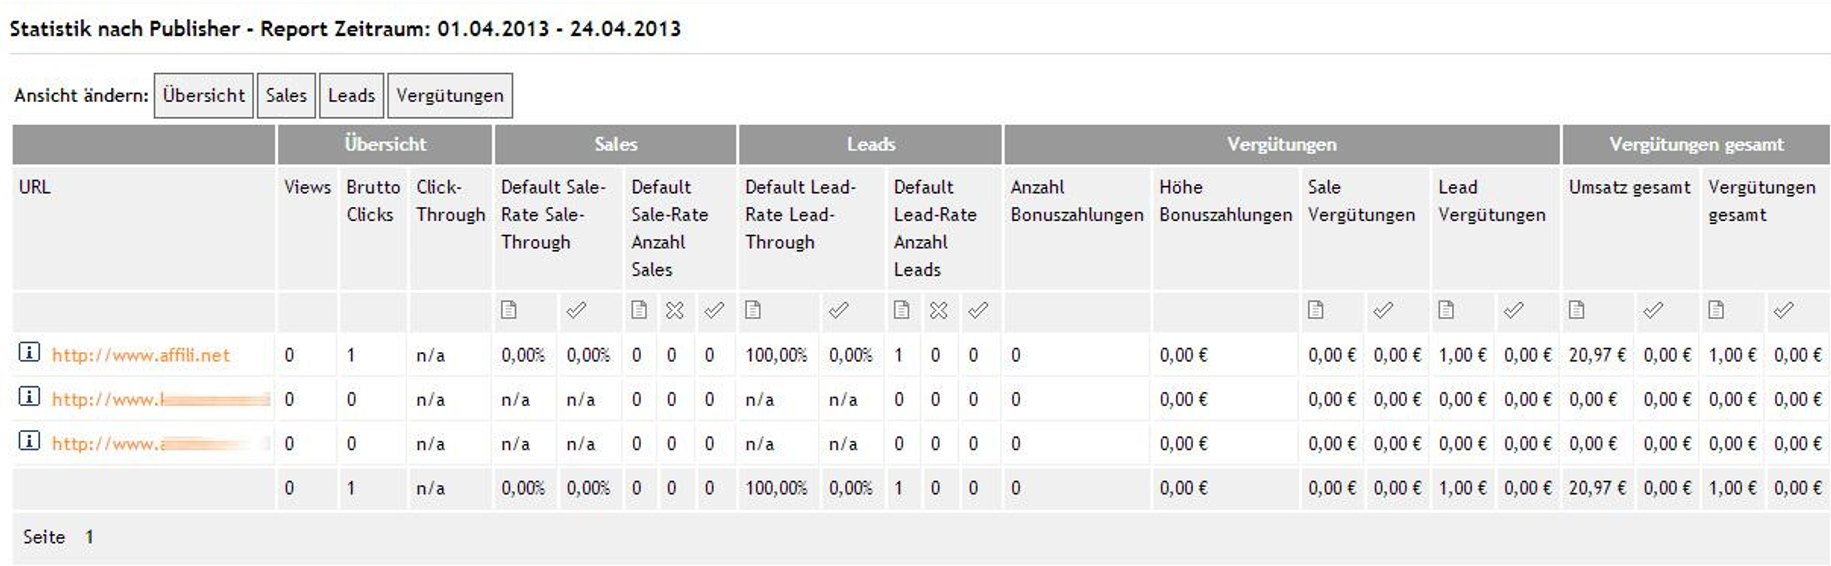 Statistik nach Publisher - Report Zeitraum: 01.04.2013 - 24.04.2013
Ansicht ändern: Übersicht Sales Leads Vergütungen
Übersicht Sales Leads Vergütungen Vergütungen gesamt
URL Views Brutto Clicks Click-Through Default Sale-Rate Sale-Through Default Sale-Rate Anzahl Sales Default Lead-Rate Lead-Through Default Lead-Rate Anzahl Leads Anzahl Bonuszahlungen Höhe Bonuszahlungen Sale Vergütungen Lead Vergütungen Umsatz gesamt Vergütungen gesamt
http://www.affili.net 0 1 n/a 0,00% 0,00% 0 0 0 100,00% 0,00% 1 0 0 0 0,00 € 0,00 € 0,00 € 1,00 € 0,00 € 20,97 € 0,00 € 1,00 € 0,00 €
http://www. 0 0 n/a n/a n/a 0 0 0 n/a n/a 0 0 0 0 0,00 € 0,00 € 0,00 € 0,00 € 0,00 € 0,00 € 0,00 € 0,00 € 0,00 €
http://www. 0 0 n/a n/a n/a 0 0 0 n/a n/a 0 0 0 0 0,00 € 0,00 € 0,00 € 0,00 € 0,00 € 0,00 € 0,00 € 0,00 € 0,00 €
0 1 n/a 0,00% 0,00% 0 0 0 100,00% 0,00% 1 0 0 0 0,00 € 0,00 € 0,00 € 1,00 € 0,00 € 20,97 € 0,00 € 1,00 € 0,00 €
Seite 1